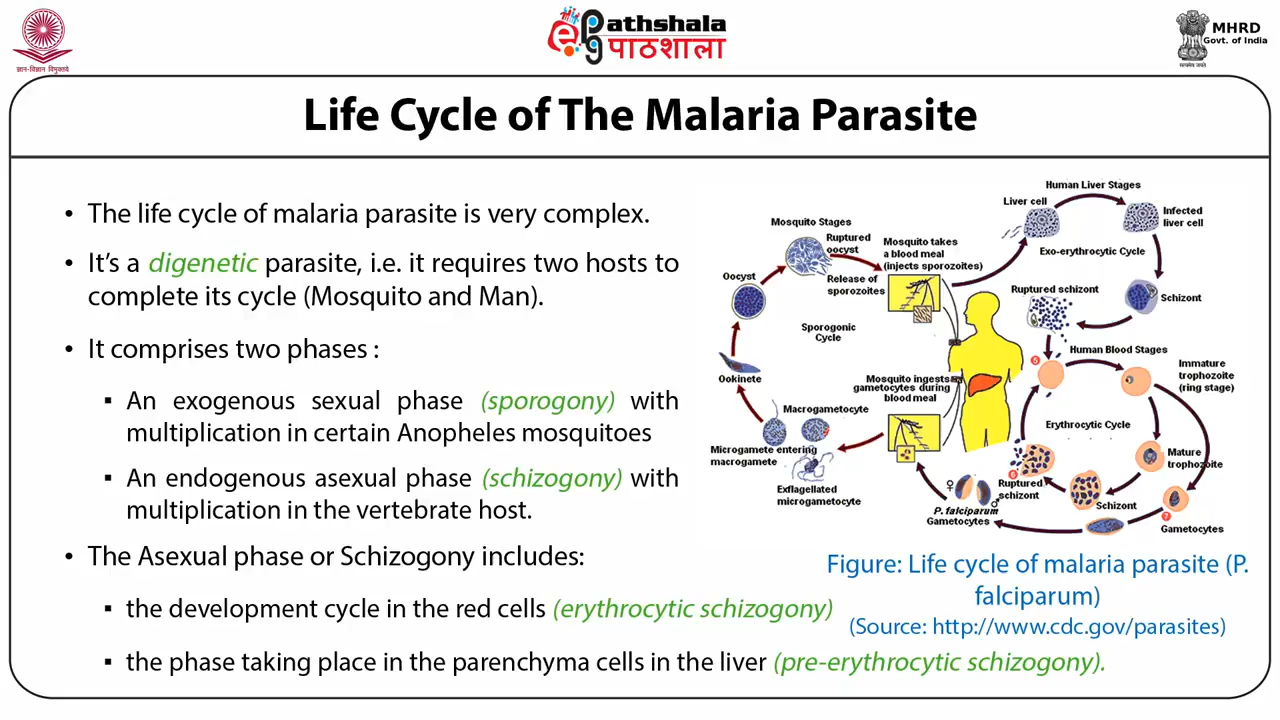 ज्ञान-विज्ञान विमुक्तये
ePathshala
पाठशाला
MHRD
Govt. of India
सत्यमेव जयते
Life Cycle of The Malaria Parasite
• The life cycle of malaria parasite is very complex.
• It's a digenetic parasite, i.e. it requires two hosts to
complete its cycle (Mosquito and Man).
• It comprises two phases :
▪ An exogenous sexual phase (sporogony) with
multiplication in certain Anopheles mosquitoes
▪ An endogenous asexual phase (schizogony) with
multiplication in the vertebrate host.
• The Asexual phase or Schizogony includes:
▪ the development cycle in the red cells (erythrocytic schizogony)
▪ the phase taking place in the parenchyma cells in the liver (pre-erythrocytic schizogony).
Human Liver Stages
Liver cell
Infected
liver cell
Exo-erythrocytic Cycle
Schizont
Ruptured schizont
Mosquito Stages
Ruptured
oocyst
Mosquito takes
a blood meal
(injects sporozoites)
Oocyst
Release of
sporozoites
Sporogonic
Cycle
Ookinete
Mosquito ingests
gametocytes during
blood meal
Macrogametocyte
Microgamete entering
macrogamete
Exflagellated
microgametocyte
5
Human Blood Stages
Immature
trophozoite
(ring stage)
Erythrocytic Cycle
Mature
trophozoite
6
Ruptured
schizont
Schizont
7
Gametocytes
♀
♂
P. falciparum
Gametocytes
Figure: Life cycle of malaria parasite (P.
falciparum)
(Source: http://www.cdc.gov/parasites)